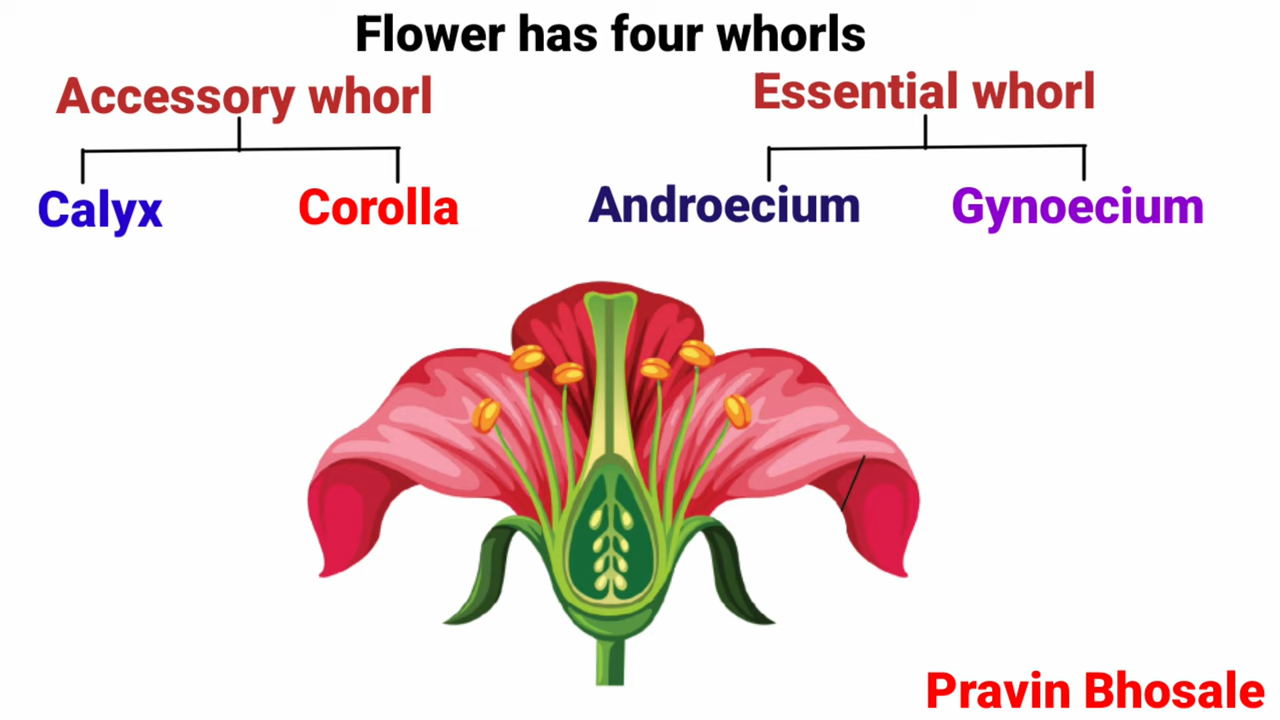 Flower has four whorls
Accessory whorl
Essential whorl
Calyx
Corolla
Androecium
Gynoecium
Pravin Bhosale